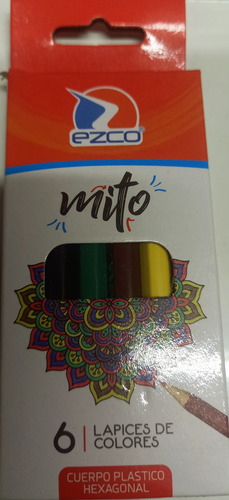 ezco
mito
6 | LAPICES DE
COLORES
CUERPO PLASTICO
HEXAGONAL